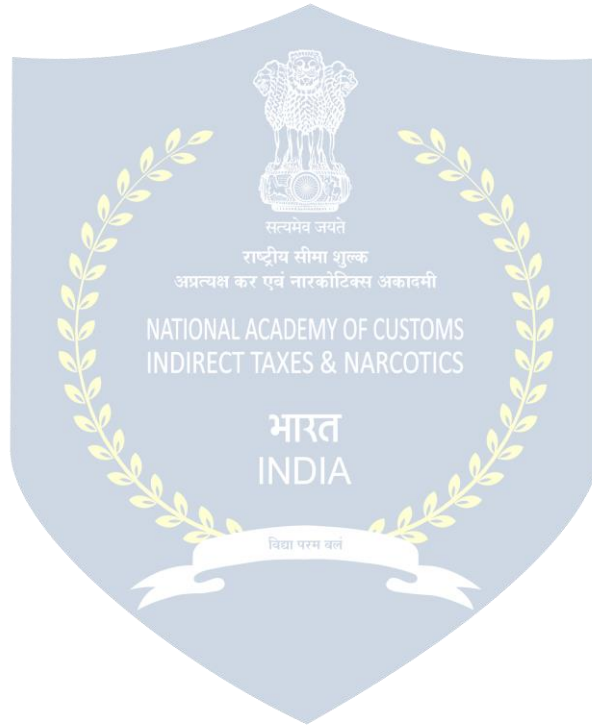 सत्यमेव जयते
राष्ट्रीय सीमा शुल्क
अप्रत्यक्ष कर एवं नारकोटिक्स अकादमी
NATIONAL ACADEMY OF CUSTOMS
INDIRECT TAXES & NARCOTICS
भारत
INDIA
विद्या परम बलं